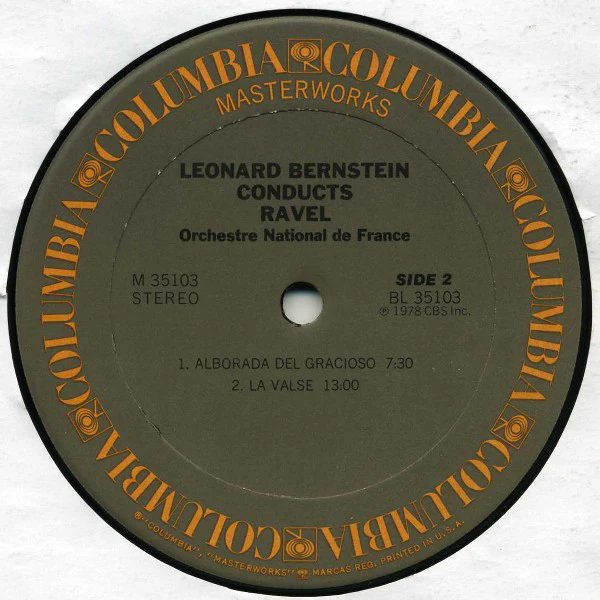 COLUMBIA COLUMBIA COLUMBIA COLUMBIA COLUMBIA COLUMBIA COLUMBIA COLUMBIA
MASTERWORKS
LEONARD BERNSTEIN
CONDUCTS
RAVEL
Orchestre National de France
M 35103
STEREO
SIDE 2
BL 35103
℗ 1978 CBS Inc.
1. ALBORADA DEL GRACIOSO 7:30
2. LA VALSE 13:00
®"COLUMBIA", "MASTERWORKS" MARCAS REG. PRINTED IN U.S.A.